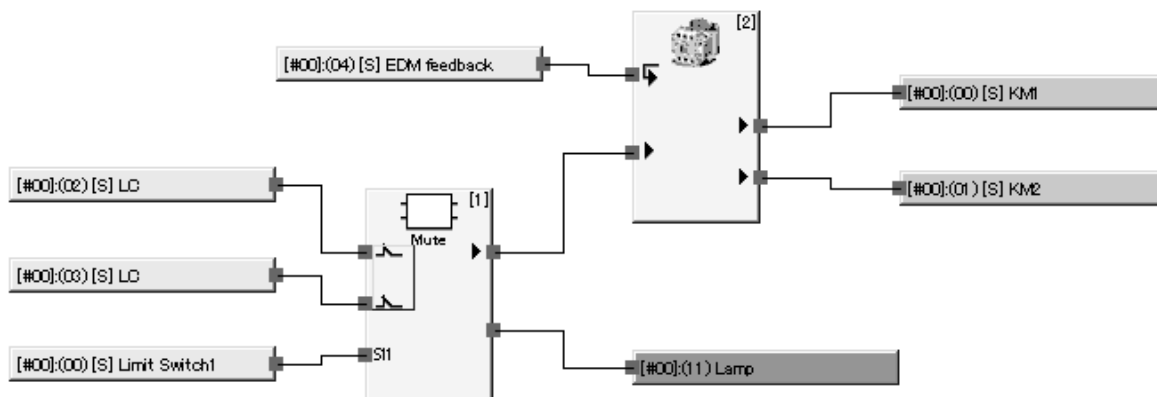 [2]
[#00]:(04) [S] EDM feedback
[#00]:(00) [S] KM1
[#00]:(02) [S] LC
[#00]:(01) [S] KM2
[1]
Mute
[#00]:(03) [S] LC
[#00]:(00) [S] Limit Switch1
S11
[#00]:(11) Lamp